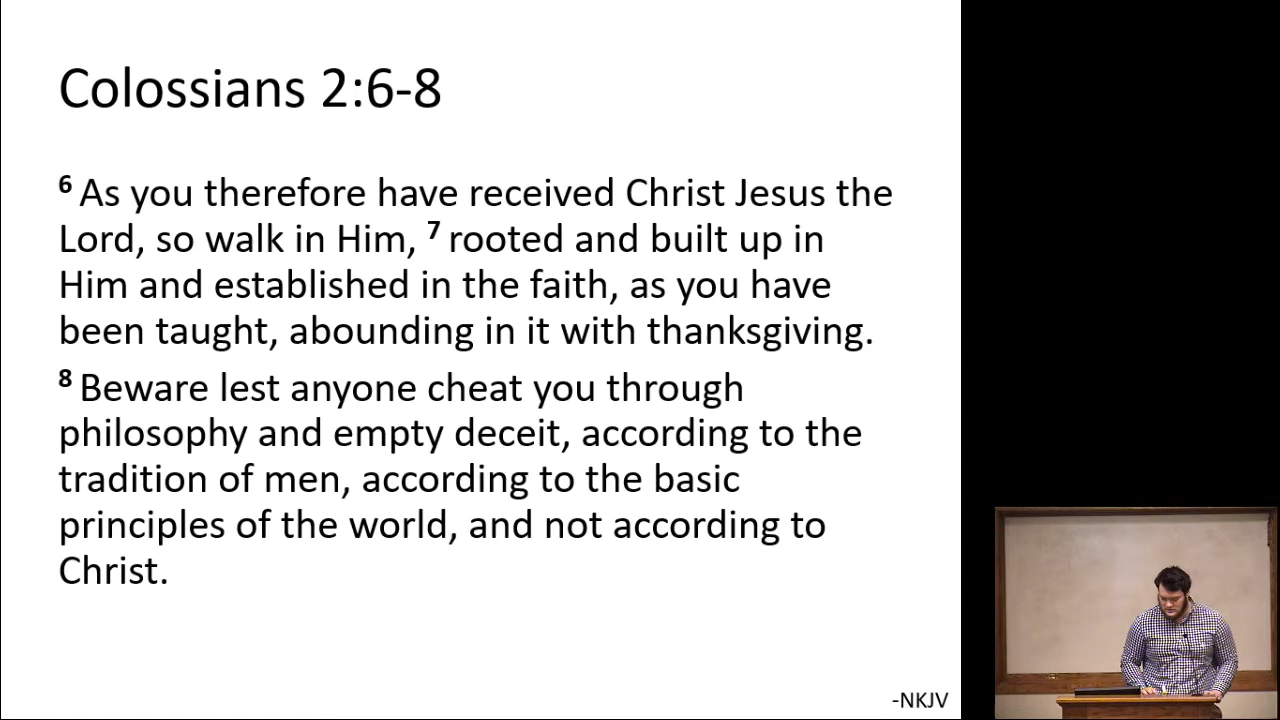 Colossians 2:6-8
6 As you therefore have received Christ Jesus the
Lord, so walk in Him, 7 rooted and built up in
Him and established in the faith, as you have
been taught, abounding in it with thanksgiving.
8 Beware lest anyone cheat you through
philosophy and empty deceit, according to the
tradition of men, according to the basic
principles of the world, and not according to
Christ.
-NKJV